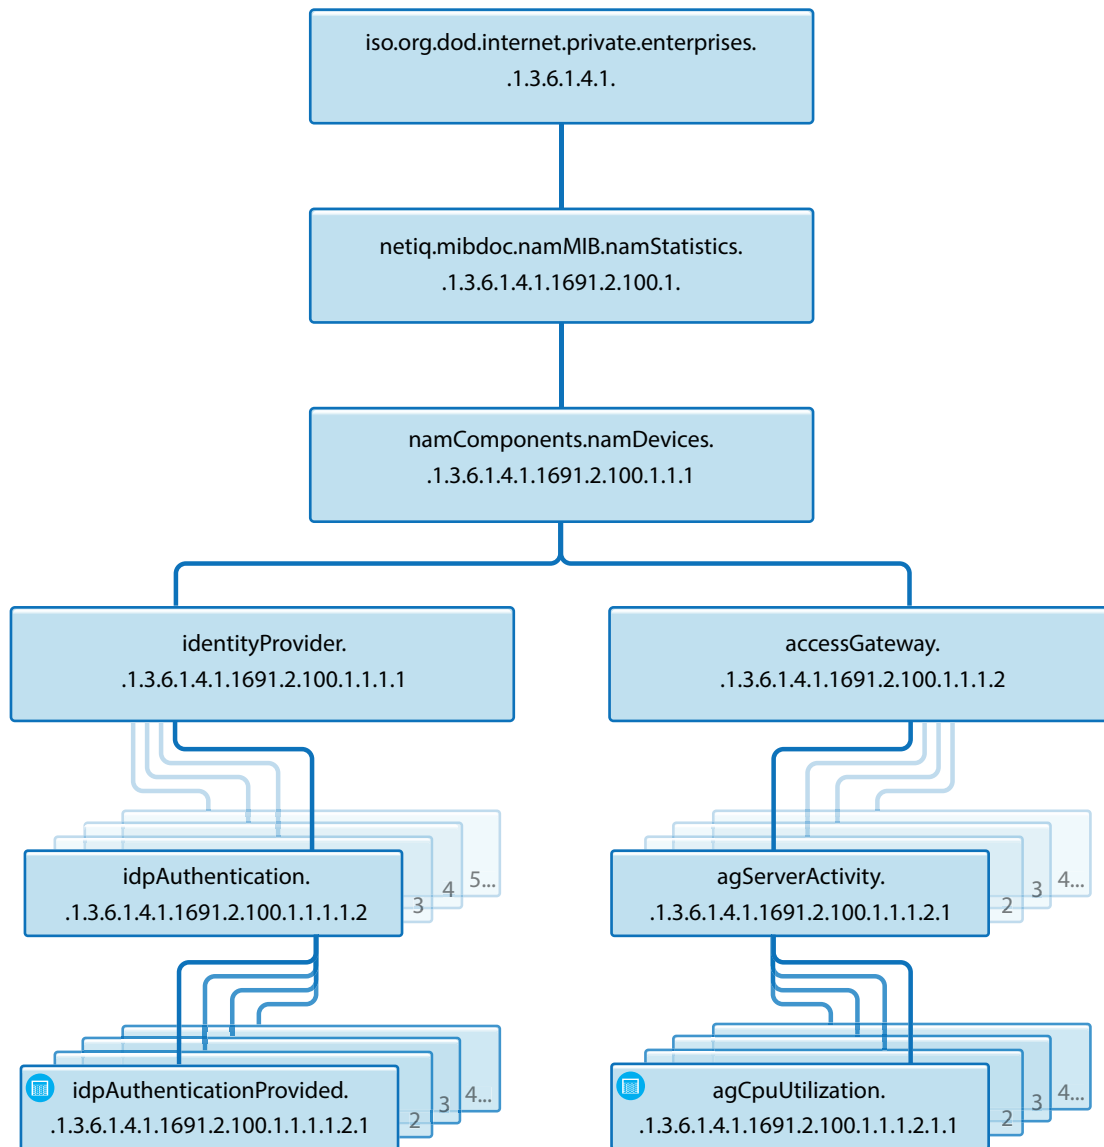 iso.org.dod.internet.private.enterprises.
.1.3.6.1.4.1.
netiq.mibdoc.namMIB.namStatistics.
.1.3.6.1.4.1.1691.2.100.1.
namComponents.namDevices.
.1.3.6.1.4.1.1691.2.100.1.1.1
identityProvider.
.1.3.6.1.4.1.1691.2.100.1.1.1.1
accessGateway.
.1.3.6.1.4.1.1691.2.100.1.1.1.2
idpAuthentication.
.1.3.6.1.4.1.1691.2.100.1.1.1.1.2
3
4
5...
agServerActivity.
.1.3.6.1.4.1.1691.2.100.1.1.1.2.1
2
3
4...
idpAuthenticationProvided.
.1.3.6.1.4.1.1691.2.100.1.1.1.1.2.1
2
3
4...
agCpuUtilization.
.1.3.6.1.4.1.1691.2.100.1.1.1.2.1.1
2
3
4...